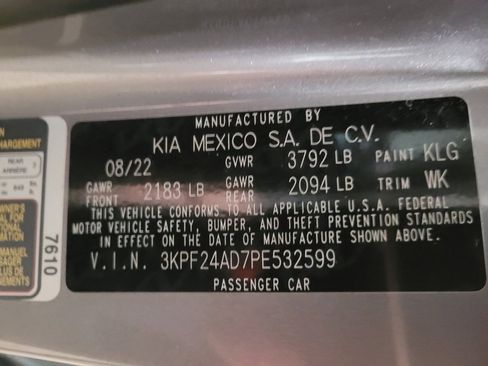 MANUFACTURED BY
KIA MEXICO S.A. DE C.V.
08/22 GVWR 3792 LB PAINT KLG
GAWR FRONT 2183 LB GAWR REAR 2094 LB TRIM WK
THIS VEHICLE CONFORMS TO ALL APPLICABLE U.S.A. FEDERAL
MOTOR VEHICLE SAFETY, BUMPER, AND THEFT PREVENTION STANDARDS
IN EFFECT ON THE DATE OF MANUFACTURE SHOWN ABOVE.
V.I.N. 3KPF24AD7PE532599
PASSENGER CAR
REAR
ARRIÈRE
7610